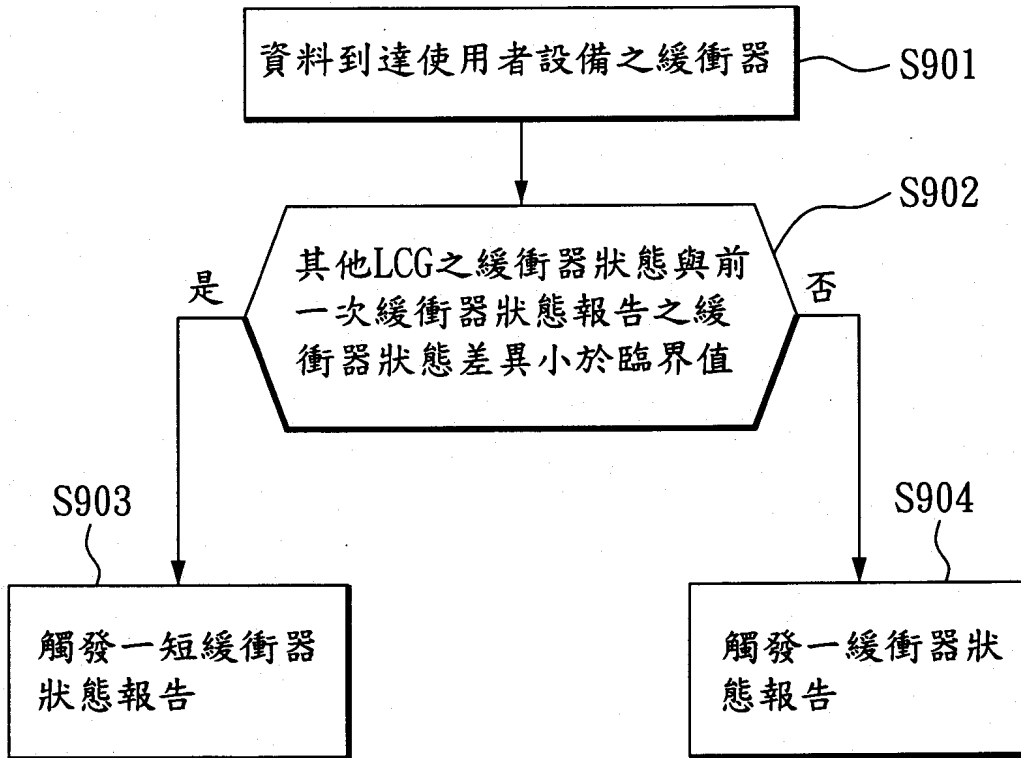 資料到達使用者設備之緩衝器
S901
S902
其他LCG之緩衝器狀態與前
一次緩衝器狀態報告之緩
衝器狀態差異小於臨界值
是
否
S903
S904
觸發一短緩衝器
狀態報告
觸發一緩衝器狀
態報告